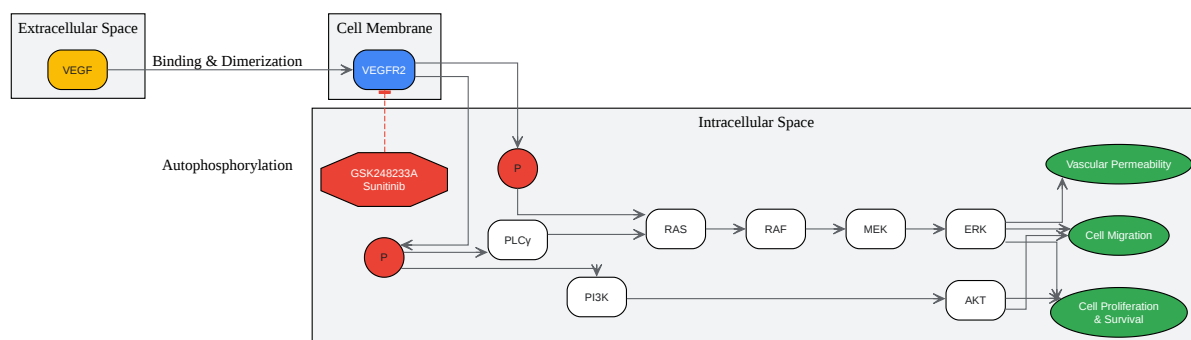 Extracellular Space
VEGF
Binding & Dimerization
Cell Membrane
VEGFR2
Intracellular Space
Autophosphorylation
GSK248233A
Sunitinib
P
P
PLCγ
PI3K
RAS
RAF
MEK
ERK
AKT
Vascular Permeability
Cell Migration
Cell Proliferation
& Survival